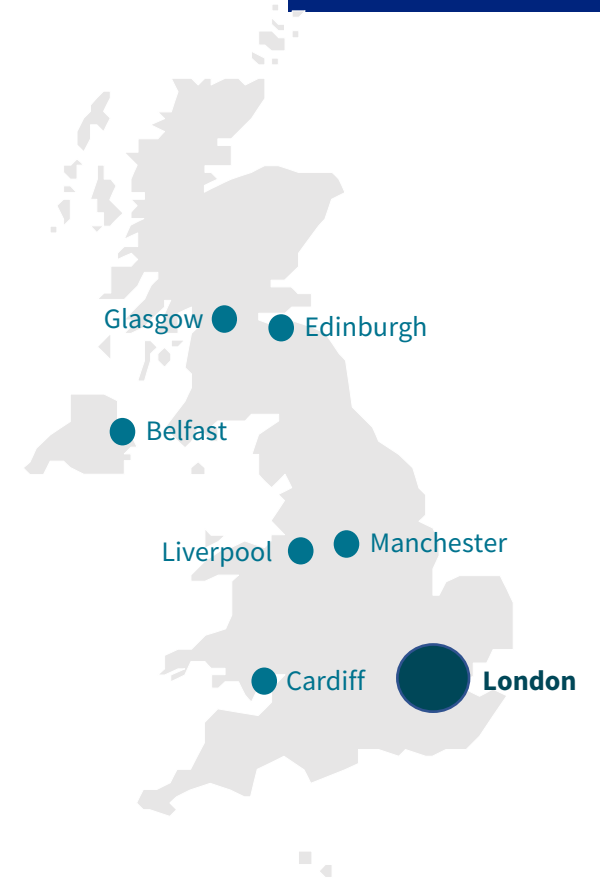 Glasgow
Edinburgh
Belfast
Liverpool
Manchester
Cardiff
London